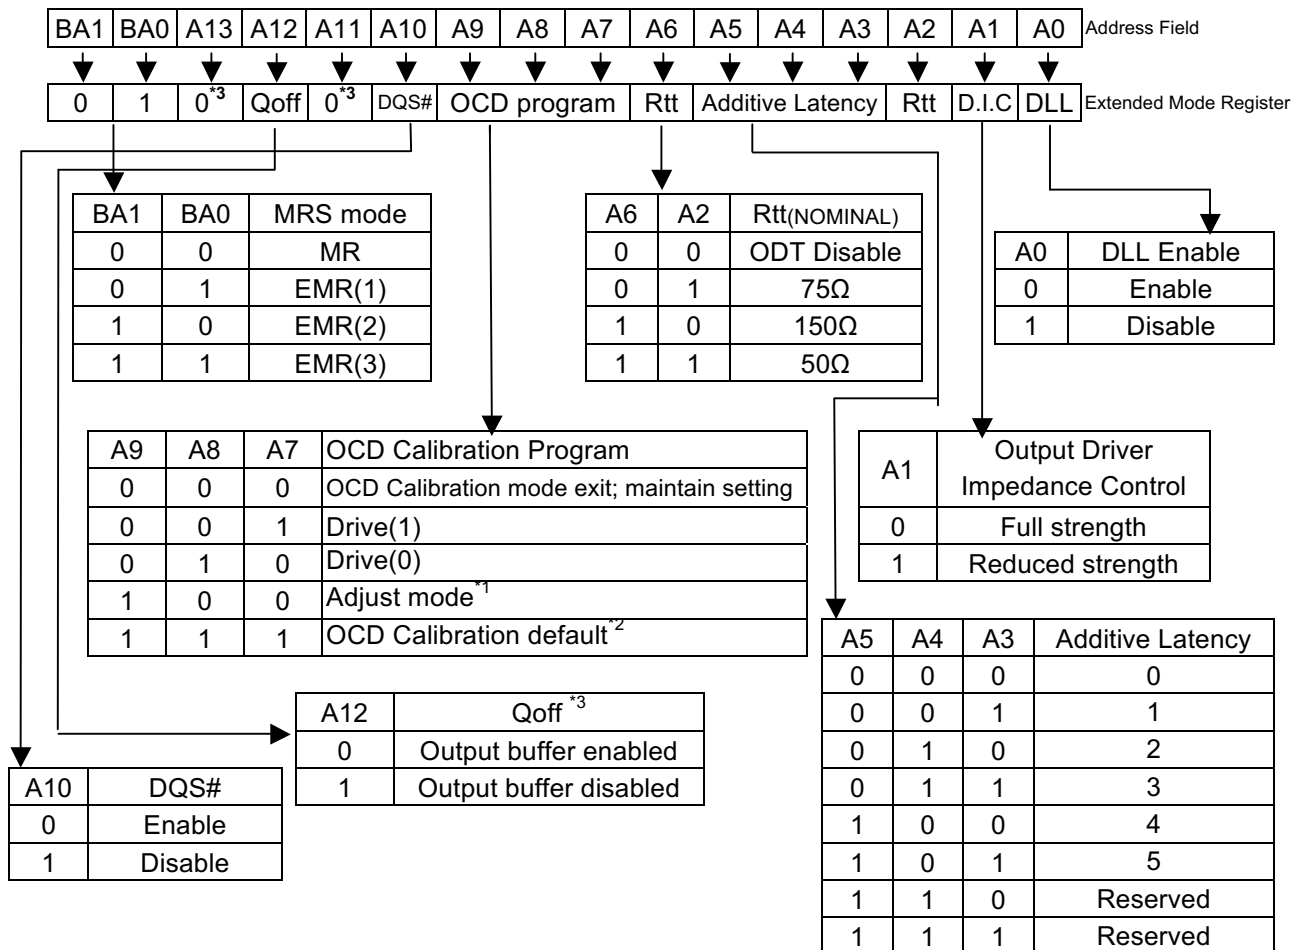 BA1 BA0 A13 A12 A11 A10 A9 A8 A7 A6 A5 A4 A3 A2 A1 A0 Address Field
0 1 0*3 Qoff 0*3 DQS# OCD program Rtt Additive Latency Rtt D.I.C DLL Extended Mode Register
BA1 BA0 MRS mode
0 0 MR
0 1 EMR(1)
1 0 EMR(2)
1 1 EMR(3)
A6 A2 Rtt(NOMINAL)
0 0 ODT Disable
0 1 75Ω
1 0 150Ω
1 1 50Ω
A0 DLL Enable
0 Enable
1 Disable
A9 A8 A7 OCD Calibration Program
0 0 0 OCD Calibration mode exit; maintain setting
0 0 1 Drive(1)
0 1 0 Drive(0)
1 0 0 Adjust mode*1
1 1 1 OCD Calibration default*2
A1 Output Driver
Impedance Control
0 Full strength
1 Reduced strength
A12 Qoff *3
0 Output buffer enabled
1 Output buffer disabled
A10 DQS#
0 Enable
1 Disable
A5 A4 A3 Additive Latency
0 0 0 0
0 0 1 1
0 1 0 2
0 1 1 3
1 0 0 4
1 0 1 5
1 1 0 Reserved
1 1 1 Reserved